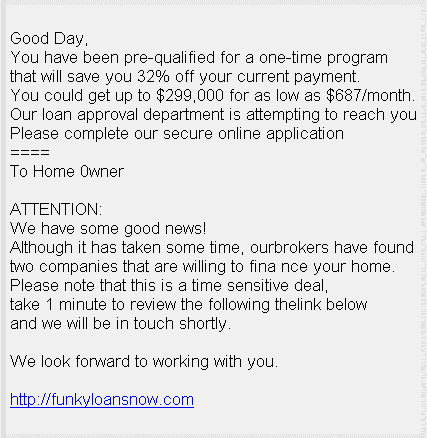 Good Day,
You have been pre-qualified for a one-time program
that will save you 32% off your current payment.
You could get up to $299,000 for as low as $687/month.
Our loan approval department is attempting to reach you
Please complete our secure online application
====
To Home 0wner
ATTENTION:
We have some good news!
Although it has taken some time, ourbrokers have found
two companies that are willing to fina nce your home.
Please note that this is a time sensitive deal,
take 1 minute to review the following thelink below
and we will be in touch shortly.
We look forward to working with you.
http://funkyloansnow.com